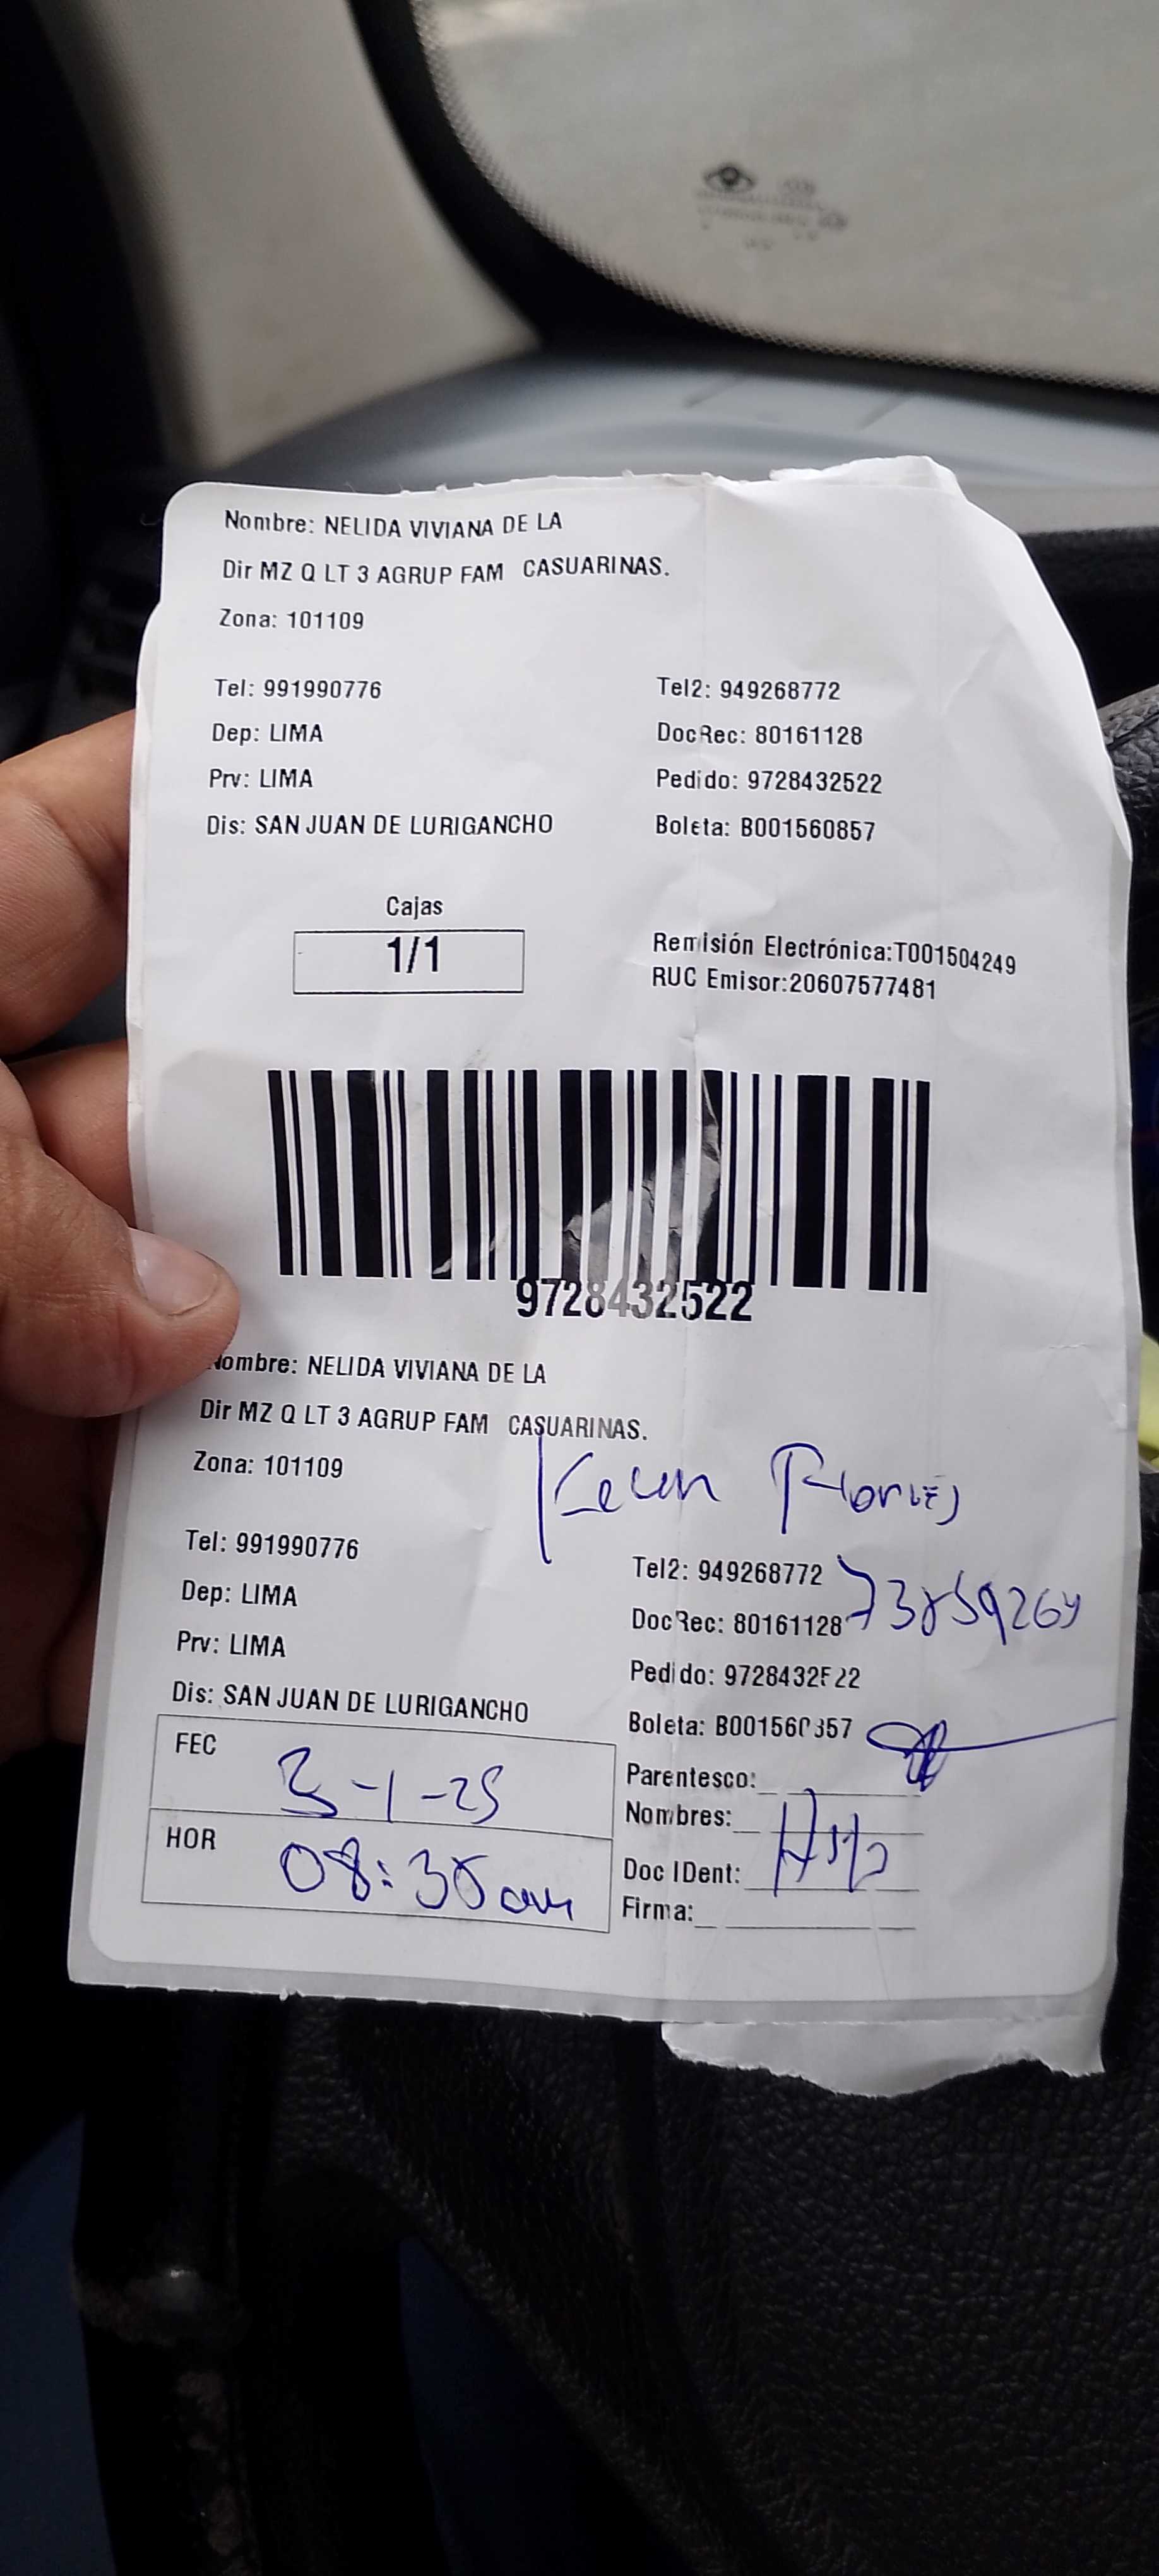 Nombre: NELIDA VIVIANA DE LA
Dir MZ Q LT 3 AGRUP FAM CASUARINAS.
Zona: 101109
Tel: 991990776 Tel2: 949268772
Dep: LIMA DocRec: 80161128
Prv: LIMA Pedido: 9728432522
Dis: SAN JUAN DE LURIGANCHO Boleta: B001560857
Cajas
1/1
Remisión Electrónica:T001504249
RUC Emisor:20607577481
9728432522
Nombre: NELIDA VIVIANA DE LA
Dir MZ Q LT 3 AGRUP FAM CASUARINAS.
Zona: 101109
Tel: 991990776 Tel2: 949268772
Dep: LIMA DocRec: 80161128
Prv: LIMA Pedido: 9728432522
Dis: SAN JUAN DE LURIGANCHO Boleta: B001560857
FEC 3-1-25
HOR
Parentesco:
Nombres:
Doc IDent:
Firma: